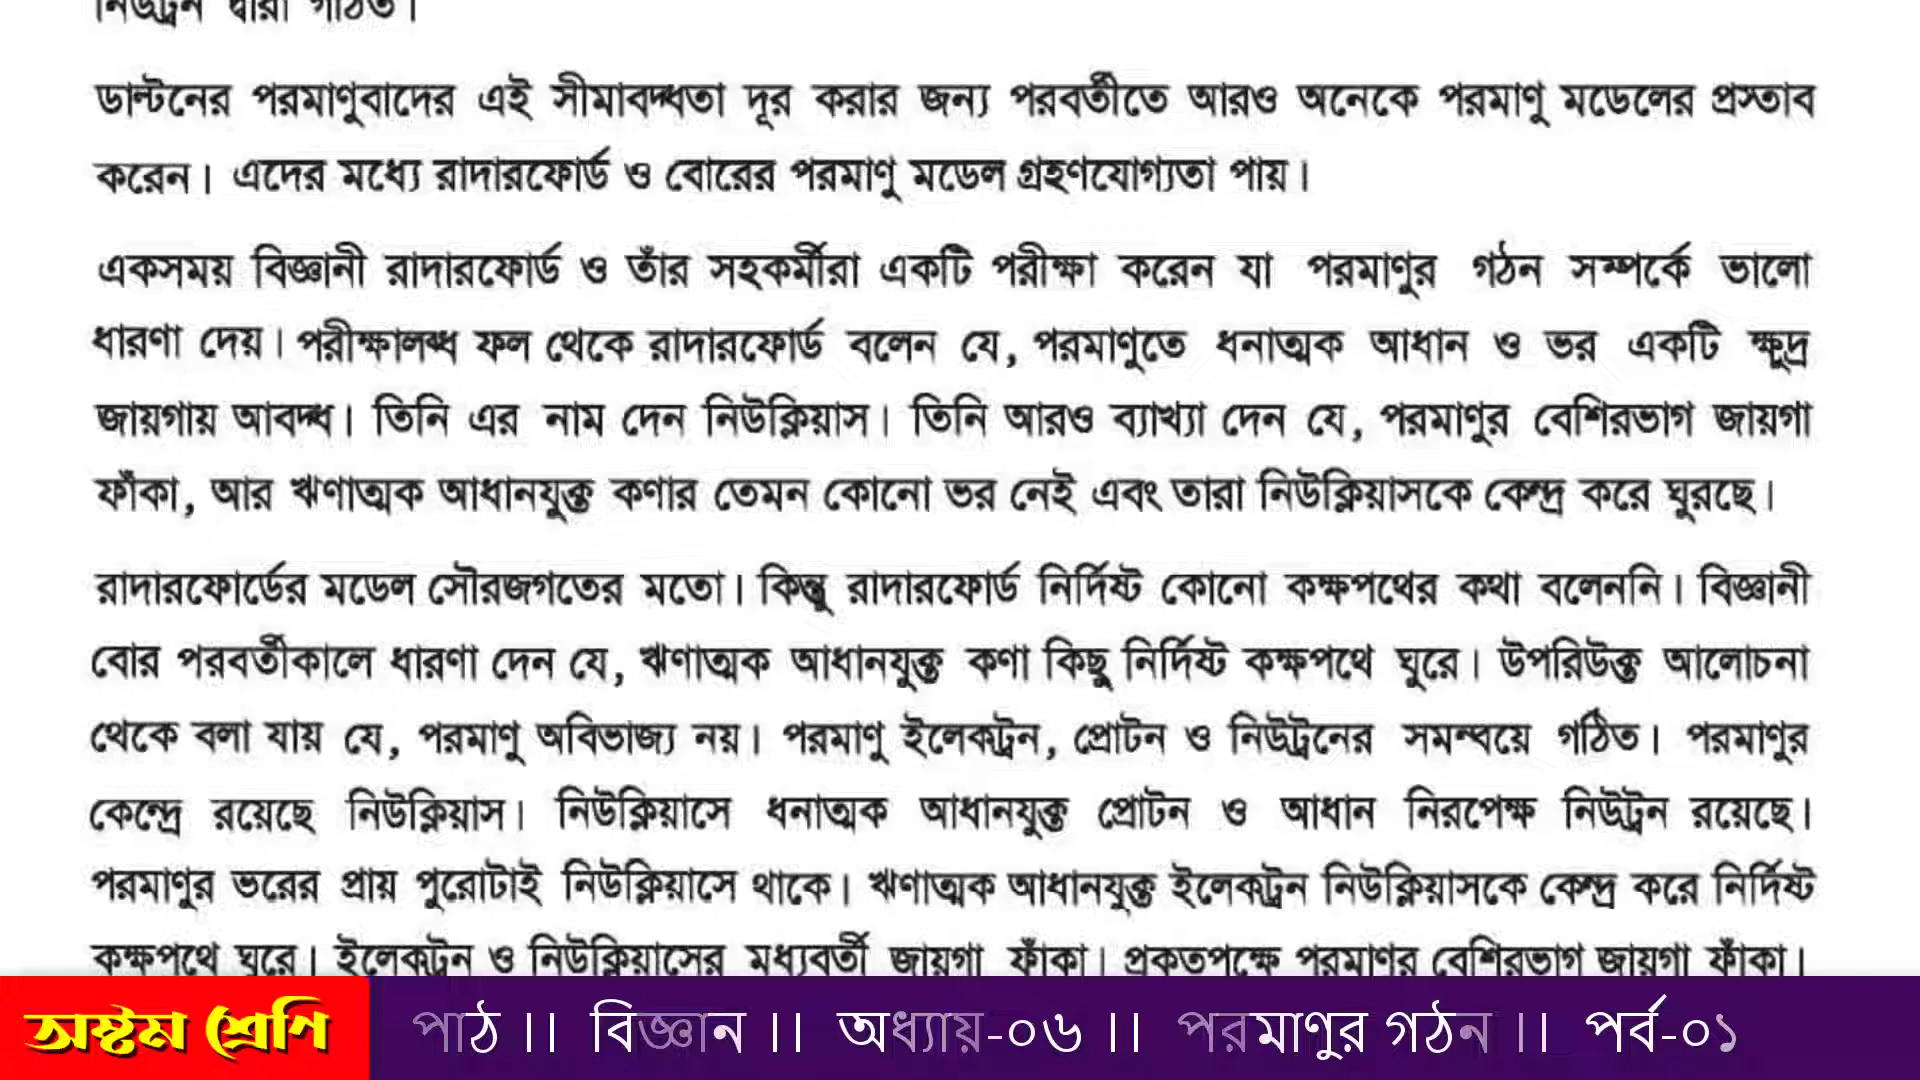 নিউট্রন দ্বারা গঠিত।
ডাল্টনের পরমাণুবাদের এই সীমাবদ্ধতা দূর করার জন্য পরবর্তীতে আরও অনেকে পরমাণু মডেলের প্রস্তাব
করেন। এদের মধ্যে রাদারফোর্ড ও বোরের পরমাণু মডেল গ্রহণযোগ্যতা পায়।
একসময় বিজ্ঞানী রাদারফোর্ড ও তাঁর সহকর্মীরা একটি পরীক্ষা করেন যা পরমাণুর গঠন সম্পর্কে ভালো
ধারণা দেয়। পরীক্ষালব্ধ ফল থেকে রাদারফোর্ড বলেন যে, পরমাণুতে ধনাত্মক আধান ও ভর একটি ক্ষুদ্র
জায়গায় আবদ্ধ। তিনি এর নাম দেন নিউক্লিয়াস। তিনি আরও ব্যাখ্যা দেন যে, পরমাণুর বেশিরভাগ জায়গা
ফাঁকা, আর ঋণাত্মক আধানযুক্ত কণার তেমন কোনো ভর নেই এবং তারা নিউক্লিয়াসকে কেন্দ্র করে ঘুরছে।
রাদারফোর্ডের মডেল সৌরজগতের মতো। কিন্তু রাদারফোর্ড নির্দিষ্ট কোনো কক্ষপথের কথা বলেননি। বিজ্ঞানী
বোর পরবর্তীকালে ধারণা দেন যে, ঋণাত্মক আধানযুক্ত কণা কিছু নির্দিষ্ট কক্ষপথে ঘুরে। উপরিউক্ত আলোচনা
থেকে বলা যায় যে, পরমাণু অবিভাজ্য নয়। পরমাণু ইলেকট্রন, প্রোটন ও নিউট্রনের সমন্বয়ে গঠিত। পরমাণুর
কেন্দ্রে রয়েছে নিউক্লিয়াস। নিউক্লিয়াসে ধনাত্মক আধানযুক্ত প্রোটন ও আধান নিরপেক্ষ নিউট্রন রয়েছে।
পরমাণুর ভরের প্রায় পুরোটাই নিউক্লিয়াসে থাকে। ঋণাত্মক আধানযুক্ত ইলেকট্রন নিউক্লিয়াসকে কেন্দ্র করে নির্দিষ্ট
কক্ষপথে ঘুরে। ইলেকট্রন ও নিউক্লিয়াসের মধ্যবর্তী জায়গা ফাঁকা। প্রকৃতপক্ষে পরমাণুর বেশিরভাগ জায়গা ফাঁকা।
অষ্টম শ্রেণি পাঠ ।। বিজ্ঞান ।। অধ্যায়-০৬ ।। পরমাণুর গঠন ।। পর্ব-০১